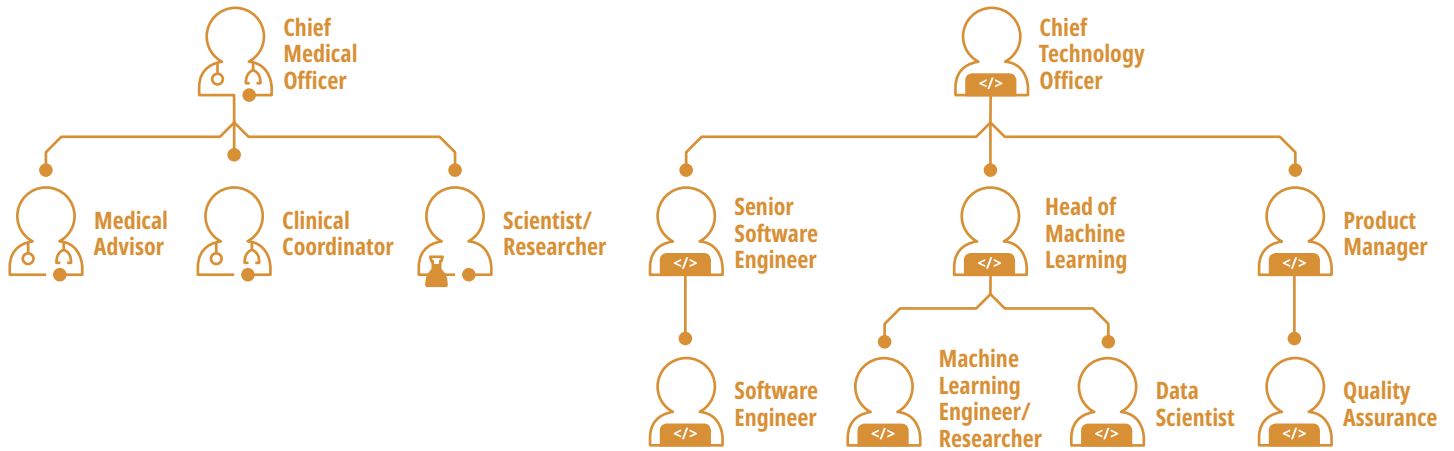 Chief
Medical
Officer
Chief
Technology
Officer
</>
Medical
Advisor
Clinical
Coordinator
Scientist/
Researcher
Senior
Software
Engineer
</>
Head of
Machine
Learning
</>
Product
Manager
</>
Software
Engineer
</>
Machine
Learning
Engineer/
Researcher
</>
Data
Scientist
</>
Quality
Assurance
</>